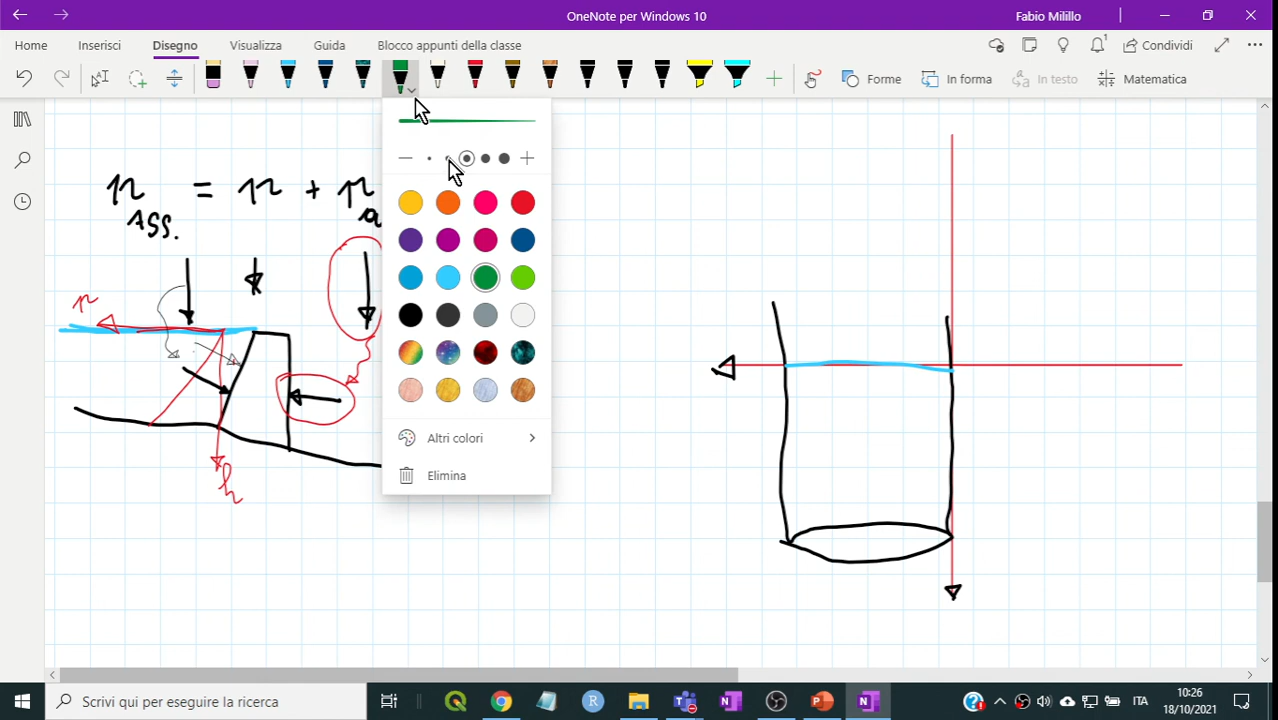 OneNote per Windows 10
Fabio Milillo
Home Inserisci Disegno Visualizza Guida Blocco appunti della classe
Condividi
Forme In forma In testo Matematica
= +
ASS. a
Altri colori
Elimina
h
Scrivi qui per eseguire la ricerca
ITA
10:26
18/10/2021